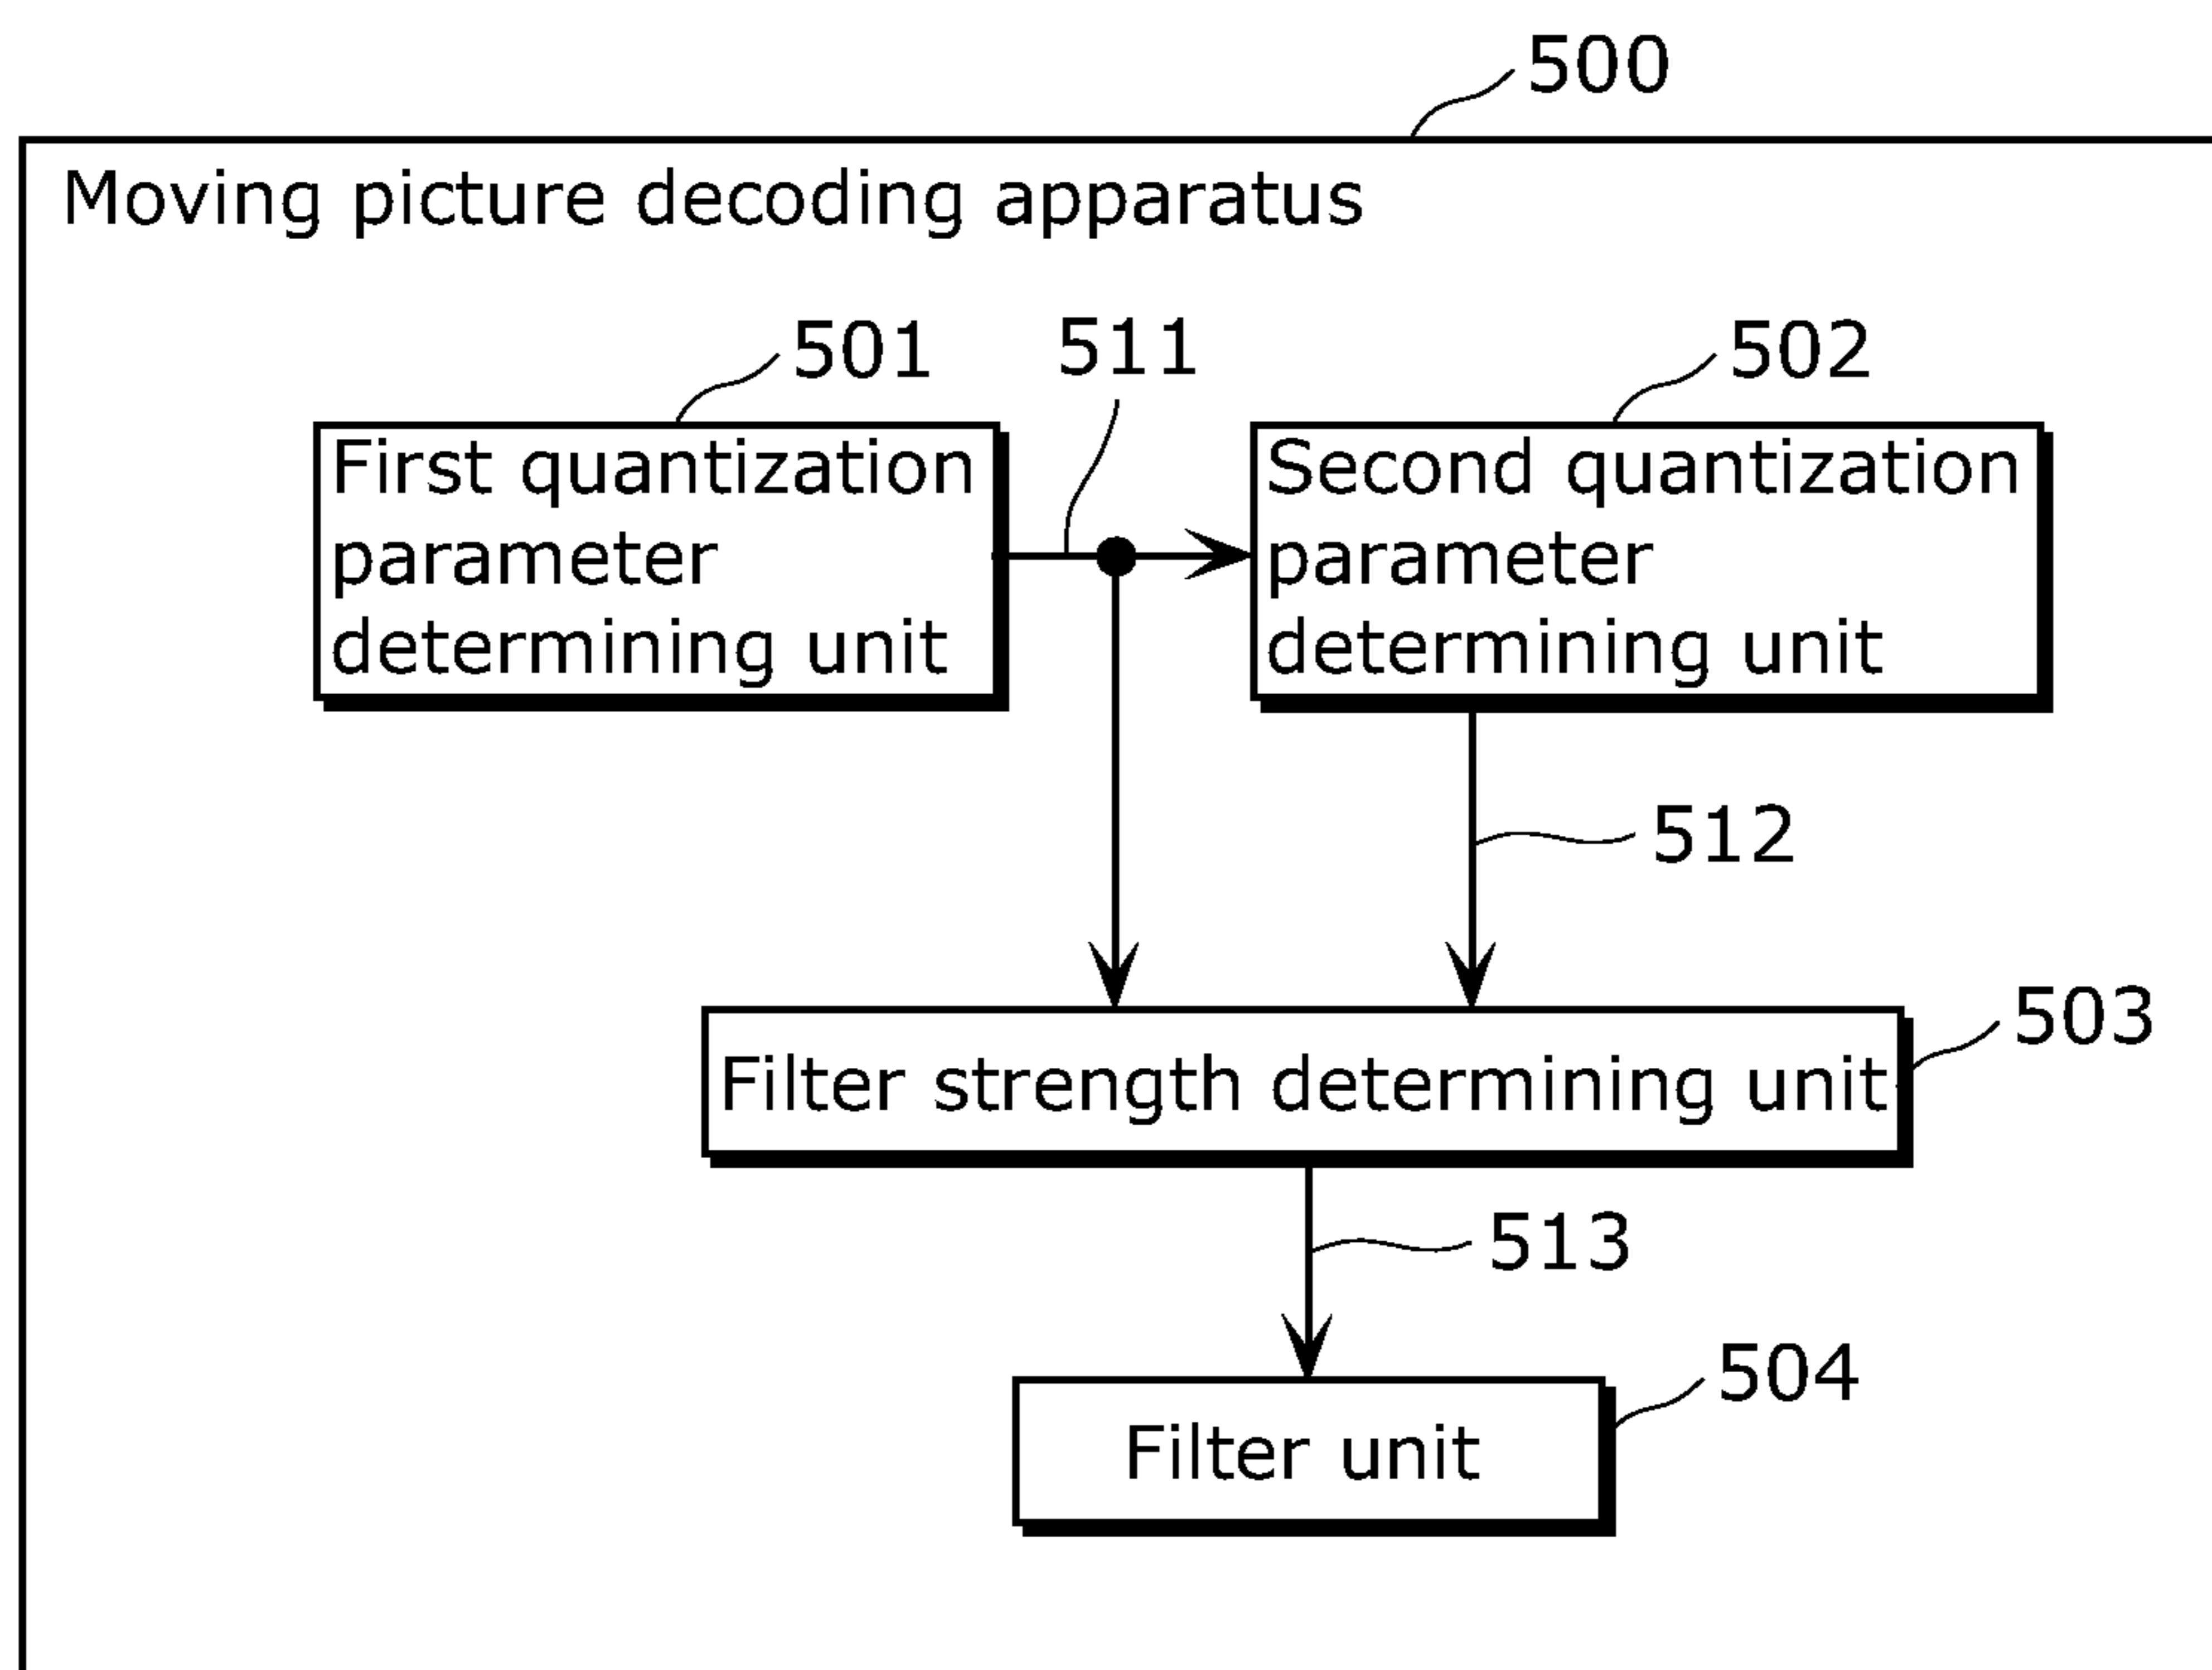 500
Moving picture decoding apparatus
501
511
502
First quantization
parameter
determining unit
Second quantization
parameter
determining unit
512
503
Filter strength determining unit
513
504
Filter unit